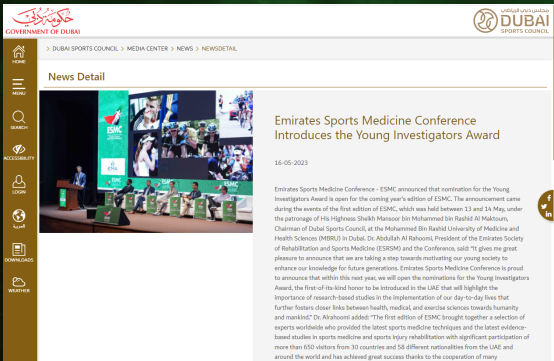 حكومة دبي
GOVERNMENT OF DUBAI
مجلس دبي الرياضي
DUBAI
SPORTS COUNCIL
HOME
MENU
SEARCH
ACCESSIBILITY
LOGIN
العربية
DOWNLOADS
WEATHER
> DUBAI SPORTS COUNCIL > MEDIA CENTER > NEWS > NEWSDETAIL
News Detail
ESMC
ESMC
Emirates Sports Medicine Conference
Introduces the Young Investigators Award
16-05-2023
Emirates Sports Medicine Conference - ESMC announced that nomination for the Young
Investigators Award is open for the coming year's edition of ESMC. The announcement came
during the events of the first edition of ESMC, which was held between 13 and 14 May, under
the patronage of His Highness Sheikh Mansoor bin Mohammed bin Rashid Al Maktoum,
Chairman of Dubai Sports Council, at the Mohammed Bin Rashid University of Medicine and
Health Sciences (MBRU) in Dubai. Dr. Abdullah Al Rahoomi, President of the Emirates Society
of Rehabilitation and Sports Medicine (ESRSM) and the Conference, said: "It gives me great
pleasure to announce that we are taking a step towards motivating our young society to
enhance our knowledge for future generations. Emirates Sports Medicine Conference is proud
to announce that within this next year, we will open the nominations for the Young Investigators
Award, the first-of-its-kind honor to be introduced in the UAE that will highlight the
importance of research-based studies in the implementation of our day-to-day lives that
further fosters closer links between health, medical, and exercise sciences towards humanity
and mankind." Dr. Alrahoomi added: "The first edition of ESMC brought together a selection of
experts worldwide who provided the latest sports medicine techniques and the latest evidence-
based studies in sports medicine and sports injury rehabilitation with significant participation of
more than 650 visitors from 30 countries and 58 different nationalities from the UAE and
around the world and has achieved great success thanks to the cooperation of many